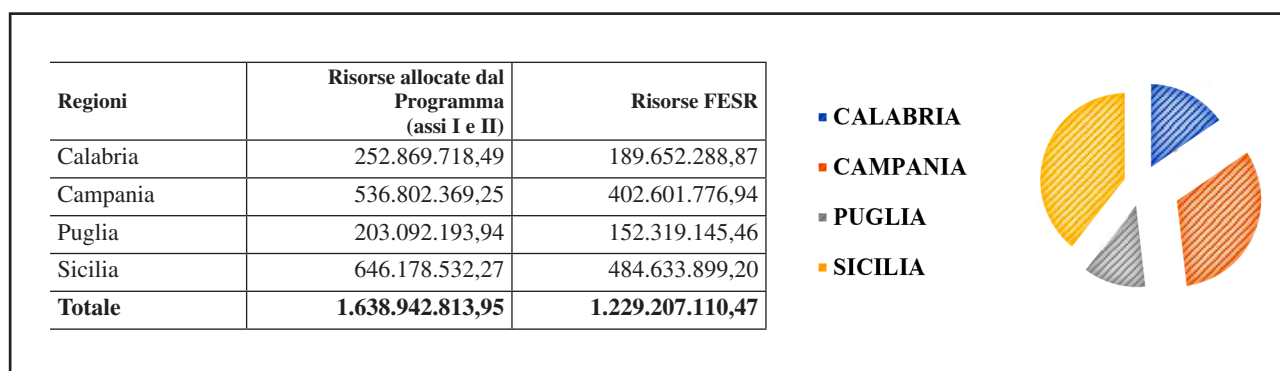 Regioni Risorse allocate dal Programma (assi I e II) Risorse FESR
Calabria 252.869.718,49 189.652.288,87
Campania 536.802.369,25 402.601.776,94
Puglia 203.092.193,94 152.319.145,46
Sicilia 646.178.532,27 484.633.899,20
Totale 1.638.942.813,95 1.229.207.110,47
CALABRIA
CAMPANIA
PUGLIA
SICILIA